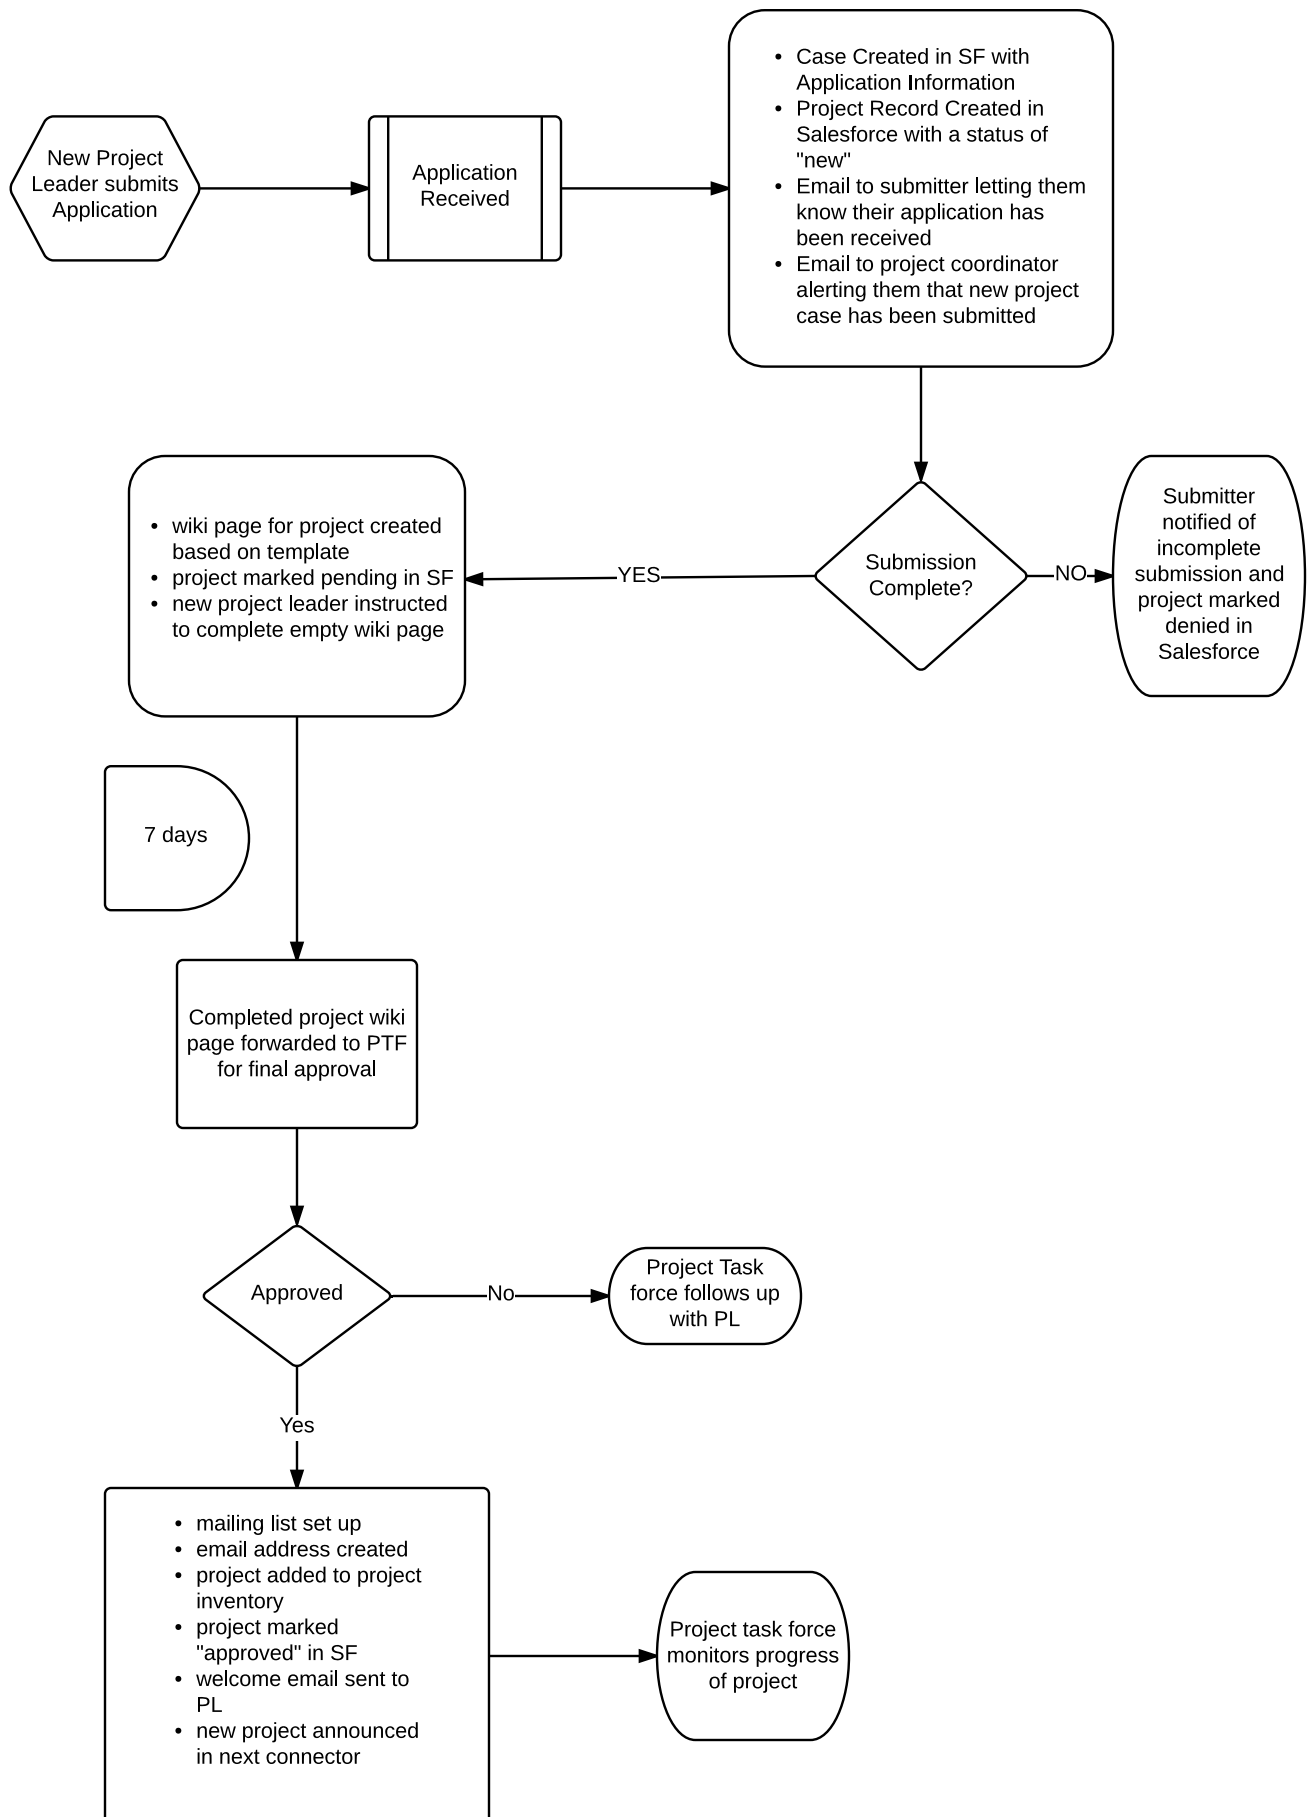 New Project
Leader submits
Application
Application
Received
• Case Created in SF with
Application Information
• Project Record Created in
Salesforce with a status of
"new"
• Email to submitter letting them
know their application has
been received
• Email to project coordinator
alerting them that new project
case has been submitted
Submission
Complete?
NO
Submitter
notified of
incomplete
submission and
project marked
denied in
Salesforce
YES
• wiki page for project created
based on template
• project marked pending in SF
• new project leader instructed
to complete empty wiki page
7 days
Completed project wiki
page forwarded to PTF
for final approval
Approved
No
Project Task
force follows up
with PL
Yes
• mailing list set up
• email address created
• project added to project
inventory
• project marked
"approved" in SF
• welcome email sent to
PL
• new project announced
in next connector
Project task force
monitors progress
of project